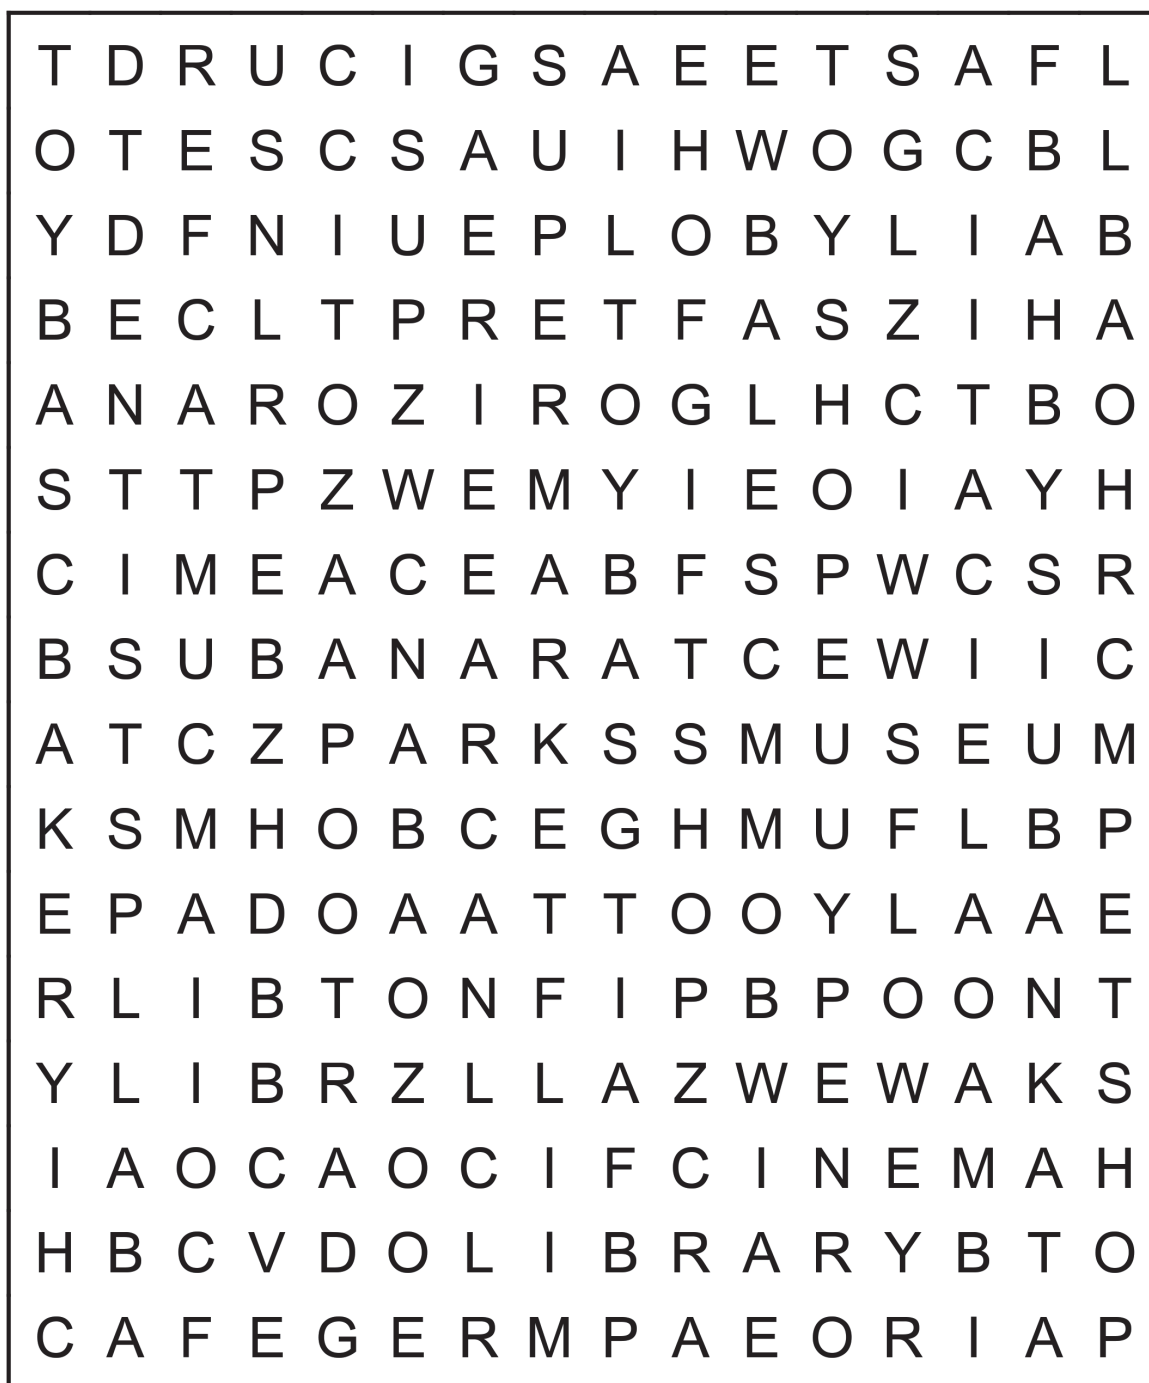 T D R U C I G S A E E T S A F L
O T E S C S A U I H W O G C B L
Y D F N I U E P L O B Y L I A B
B E C L T P R E T F A S Z I H A
A N A R O Z I R O G L H C T B O
S T T P Z W E M Y I E O I A Y H
C I M E A C E A B F S P W C S R
B S U B A N A R A T C E W I I C
A T C Z P A R K S S M U S E U M
K S M H O B C E G H M U F L B P
E P A D O A A T T O O Y L A A E
R L I B T O N F I P B P O O N T
Y L I B R Z L L A Z W E W A K S
I A O C A O C I F C I N E M A H
H B C V D O L I B R A R Y B T O
C A F E G E R M P A E O R I A P